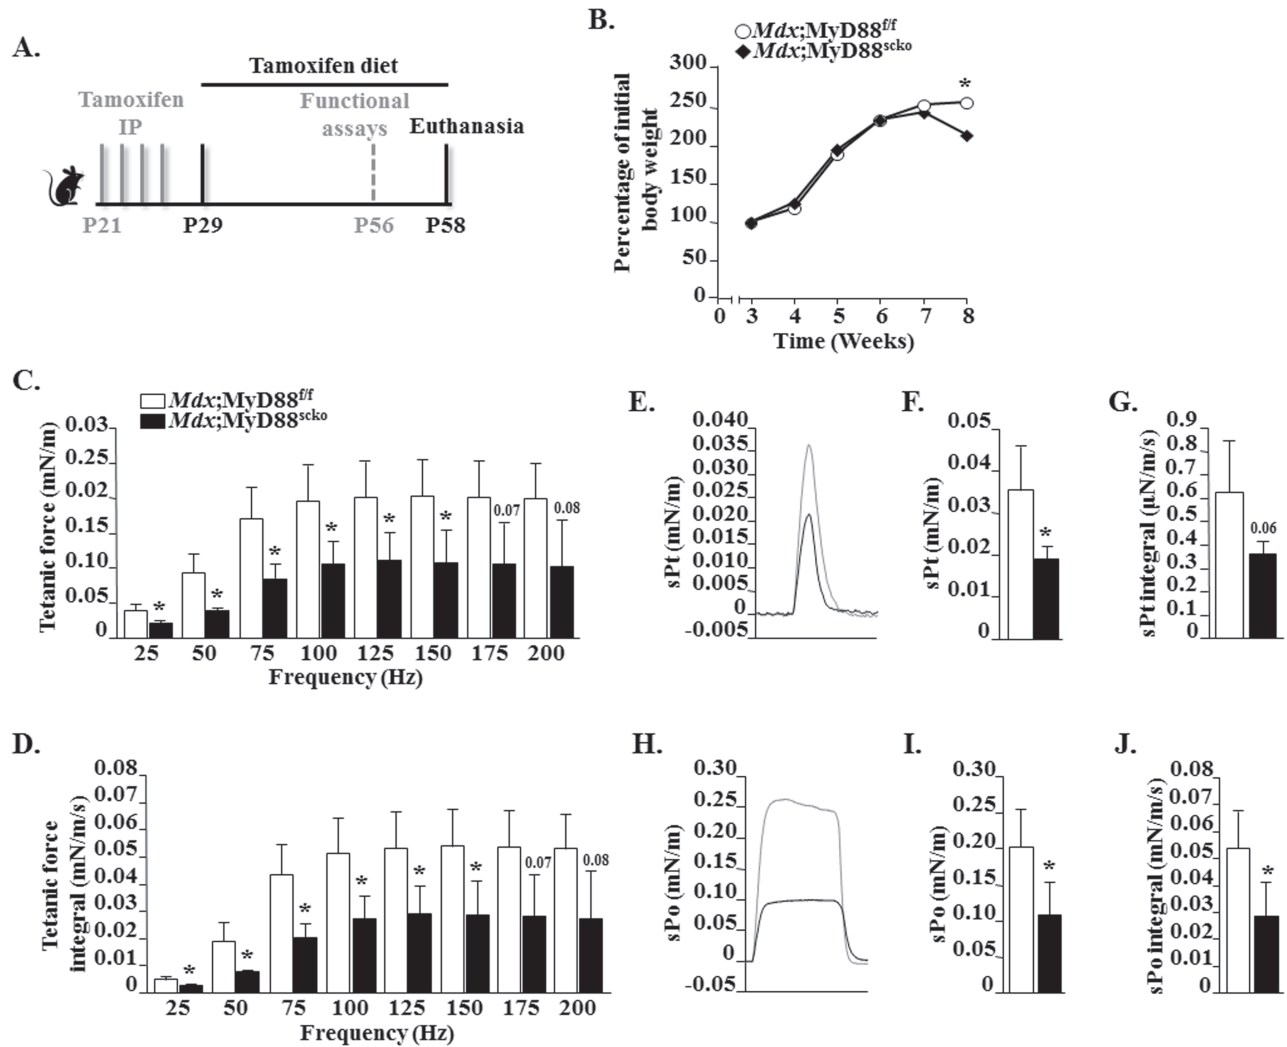 A.
Tamoxifen diet
Tamoxifen
IP
Functional
assays
Euthanasia
P21
P29
P56
P58
B.
Mdx;MyD88f/f
Mdx;MyD88scko
Percentage of initial
body weight
300
250
200
150
100
50
0
*
0 3 4 5 6 7 8
Time (Weeks)
C.
Mdx;MyD88f/f
Mdx;MyD88scko
Tetanic force (mN/m)
0.03
0.25
0.02
0.15
0.10
0.05
0
* * * * * * 0.07 0.08
25 50 75 100 125 150 175 200
Frequency (Hz)
E.
sPt (mN/m)
0.040
0.035
0.030
0.025
0.020
0.015
0.010
0.005
0
-0.005
F.
sPt (mN/m)
0.05
0.04
0.03
0.02
0.01
0
*
G.
sPt integral (μN/m/s)
0.9
0.8
0.7
0.6
0.5
0.4
0.3
0.2
0.1
0
0.06
D.
Tetanic force
integral (mN/m/s)
0.08
0.07
0.06
0.05
0.04
0.03
0.02
0.01
0
* * * * * * 0.07 0.08
25 50 75 100 125 150 175 200
Frequency (Hz)
H.
sPo (mN/m)
0.30
0.25
0.20
0.15
0.10
0.05
0
-0.05
I.
sPo (mN/m)
0.30
0.25
0.20
0.15
0.10
0.05
0
*
J.
sPo integral (mN/m/s)
0.08
0.07
0.06
0.05
0.04
0.03
0.02
0.01
0
*